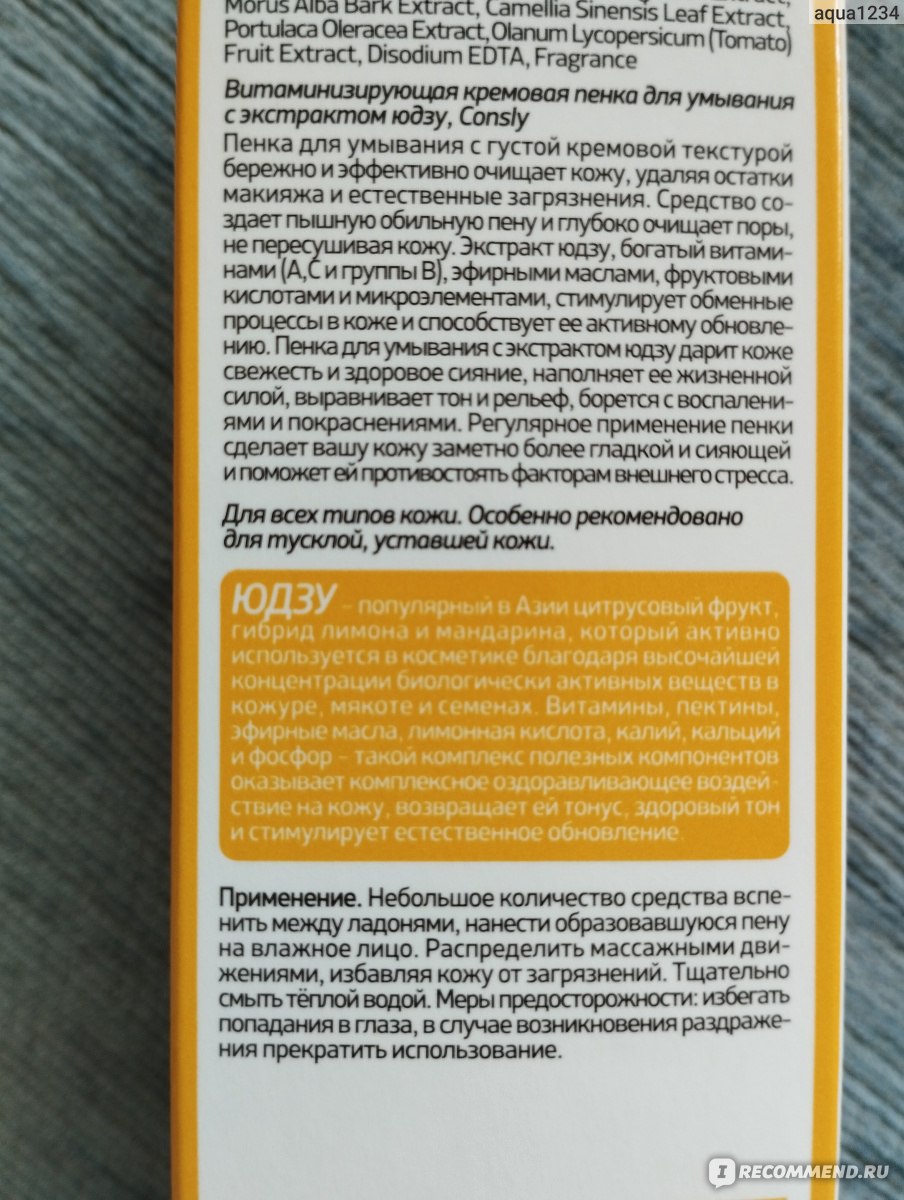 aqua1234
Morus Alba Bark Extract, Camellia Sinensis Leaf Extract,
Portulaca Oleracea Extract, Olanum Lycopersicum (Tomato)
Fruit Extract, Disodium EDTA, Fragrance
Витаминизирующая кремовая пенка для умывания
с экстрактом юдзу, Consly
Пенка для умывания с густой кремовой текстурой
бережно и эффективно очищает кожу, удаляя остатки
макияжа и естественные загрязнения. Средство со-
здает пышную обильную пену и глубоко очищает поры,
не пересушивая кожу. Экстракт юдзу, богатый витами-
нами (А,С и группы В), эфирными маслами, фруктовыми
кислотами и микроэлементами, стимулирует обменные
процессы в коже и способствует ее активному обновле-
нию. Пенка для умывания с экстрактом юдзу дарит коже
свежесть и здоровое сияние, наполняет ее жизненной
силой, выравнивает тон и рельеф, борется с воспалени-
ями и покраснениями. Регулярное применение пенки
сделает вашу кожу заметно более гладкой и сияющей
и поможет ей противостоять факторам внешнего стресса.
Для всех типов кожи. Особенно рекомендовано
для тусклой, уставшей кожи.
ЮДЗУ – популярный в Азии цитрусовый фрукт,
гибрид лимона и мандарина, который активно
используется в косметике благодаря высочайшей
концентрации биологически активных веществ в
кожуре, мякоте и семенах. Витамины, пектины,
эфирные масла, лимонная кислота, калий, кальций
и фосфор – такой комплекс полезных компонентов
оказывает комплексное оздоравливающее воздей-
ствие на кожу, возвращает ей тонус, здоровый тон
и стимулирует естественное обновление.
Применение. Небольшое количество средства вспе-
нить между ладонями, нанести образовавшуюся пену
на влажное лицо. Распределить массажными дви-
жениями, избавляя кожу от загрязнений. Тщательно
смыть тёплой водой. Меры предосторожности: избегать
попадания в глаза, в случае возникновения раздраже-
ния прекратить использование.
IRECOMMEND.RU